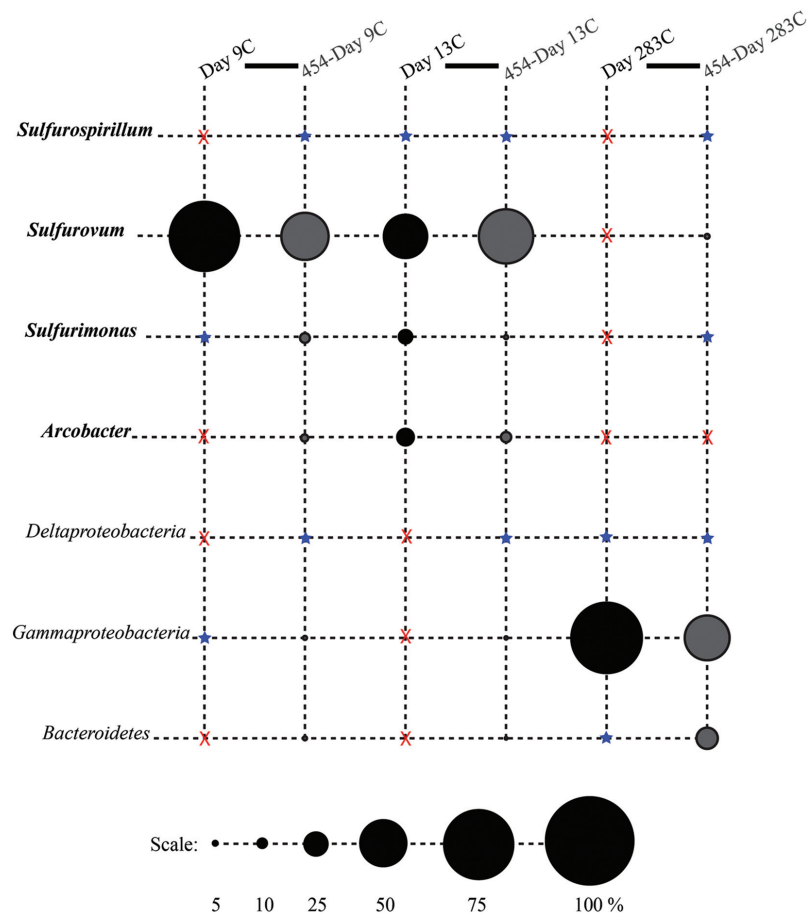 Day 9C 454-Day 9C Day 13C 454-Day 13C Day 283C 454-Day 283C
Sulfurospirillum
Sulfurovum
Sulfurimonas
Arcobacter
Deltaproteobacteria
Gammaproteobacteria
Bacteroidetes
Scale:
5 10 25 50 75 100 %